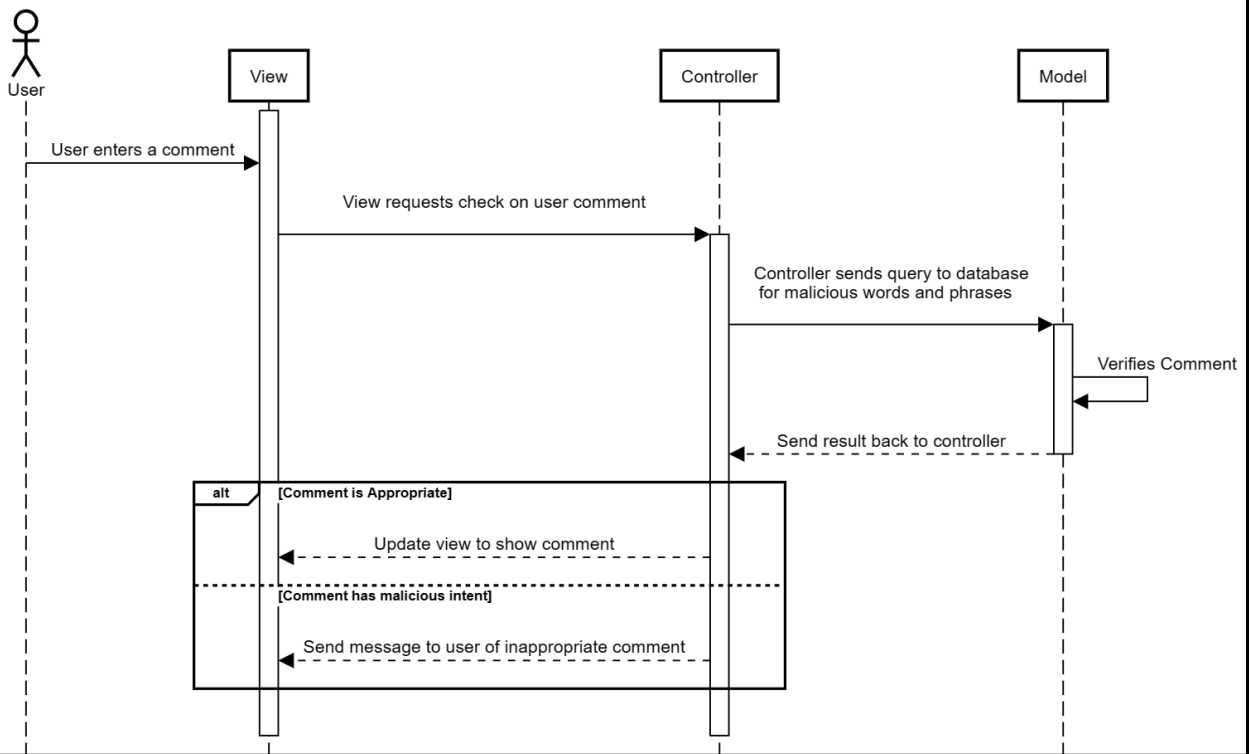 User
View
Controller
Model
User enters a comment
View requests check on user comment
Controller sends query to database
for malicious words and phrases
Verifies Comment
Send result back to controller
alt
[Comment is Appropriate]
Update view to show comment
[Comment has malicious intent]
Send message to user of inappropriate comment